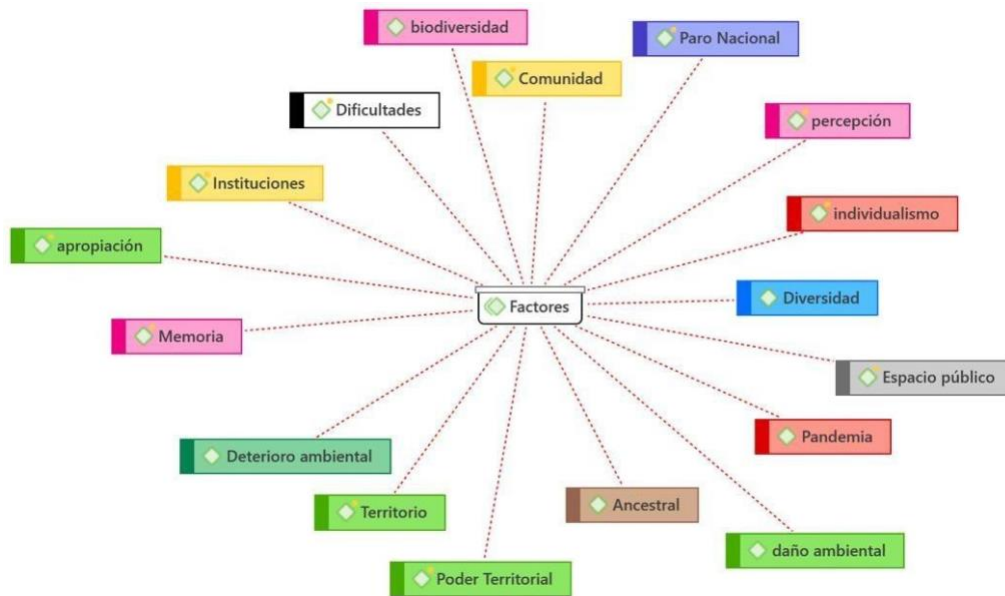 biodiversidad
Paro Nacional
Comunidad
Dificultades
percepción
Instituciones
individualismo
apropiación
Diversidad
Factores
Memoria
Espacio público
Pandemia
Deterioro ambiental
Ancestral
Territorio
daño ambiental
Poder Territorial